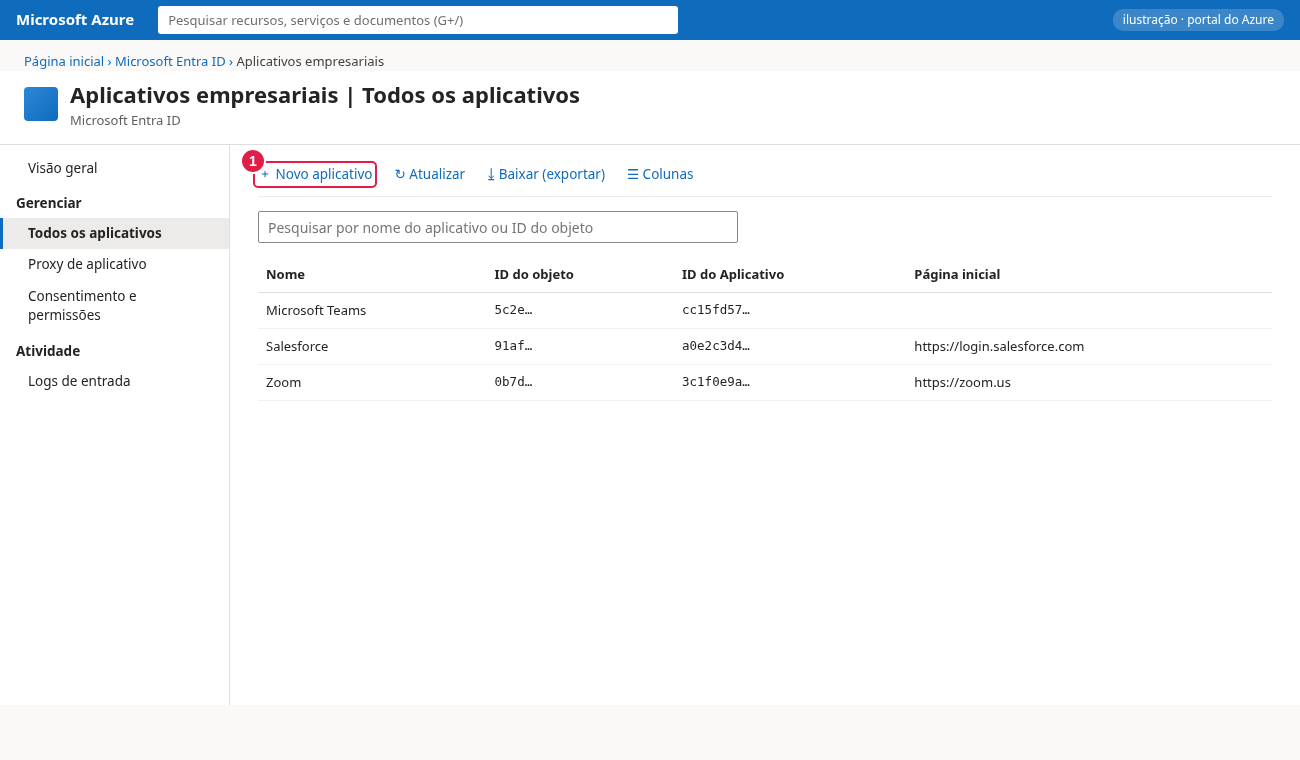 Microsoft Azure
Pesquisar recursos, serviços e documentos (G+/)
ilustração · portal do Azure
Página inicial › Microsoft Entra ID › Aplicativos empresariais
Aplicativos empresariais | Todos os aplicativos
Microsoft Entra ID
Visão geral
Gerenciar
Todos os aplicativos
Proxy de aplicativo
Consentimento e
permissões
Atividade
Logs de entrada
1
+ Novo aplicativo ↻ Atualizar ⤓ Baixar (exportar) ☰ Colunas
Pesquisar por nome do aplicativo ou ID do objeto
Nome ID do objeto ID do Aplicativo Página inicial
Microsoft Teams 5c2e… cc15fd57…
Salesforce 91af… a0e2c3d4… https://login.salesforce.com
Zoom 0b7d… 3c1f0e9a… https://zoom.us